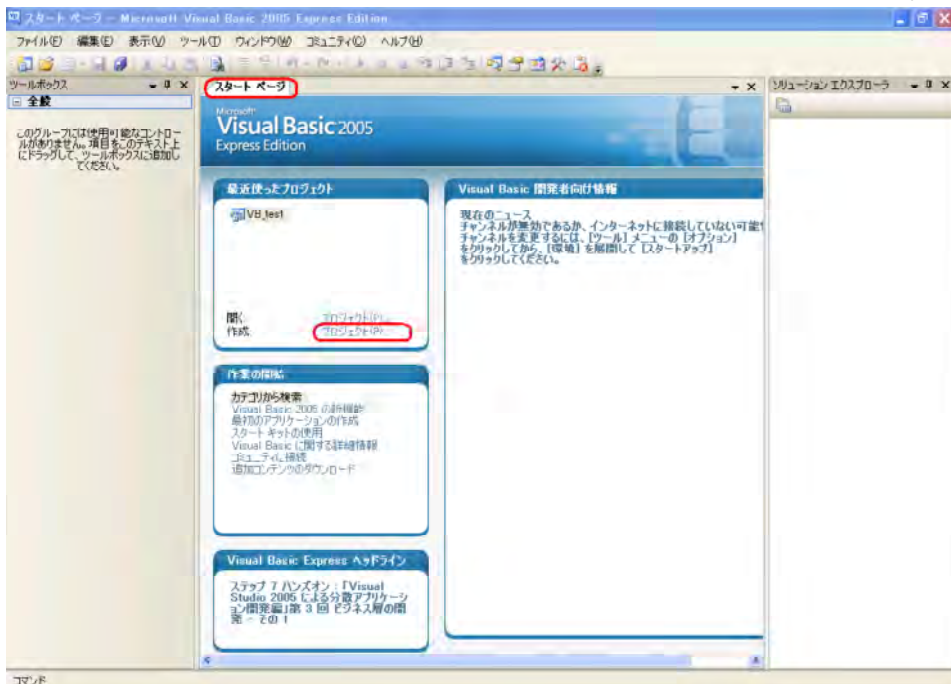 スタート ページ - Microsoft Visual Basic 2005 Express Edition
ファイル(F) 編集(E) 表示(V) ツール(T) ウィンドウ(W) コミュニティ(C) ヘルプ(H)
ツールボックス
全般
このグループには使用可能なコントロー
ルがありません。項目をこのテキスト上
にドラッグして、ツールボックスに追加し
てください。
スタート ページ
Microsoft
Visual Basic 2005
Express Edition
最近使ったプロジェクト
VB_test
開く プロジェクト(P)...
作成 プロジェクト(P)...
作業の開始
カテゴリから検索
Visual Basic 2005 の新機能
最初のアプリケーションの作成
スタート キットの使用
Visual Basic に関する詳細情報
コミュニティに接続
追加コンテンツのダウンロード
Visual Basic Express ヘッドライン
ステップ 7 ハンズオン : 「Visual
Studio 2005 による分散アプリケーシ
ョン開発編」第 3 回 ビジネス層の開
発 - その 1
Visual Basic 開発者向け情報
現在のニュース
チャンネルが無効であるか、インターネットに接続していない可能
チャンネルを変更するには、[ツール] メニューの [オプション]
をクリックしてから、[環境] を展開して [スタートアップ]
をクリックしてください。
ソリューション エクスプローラ
コマンド